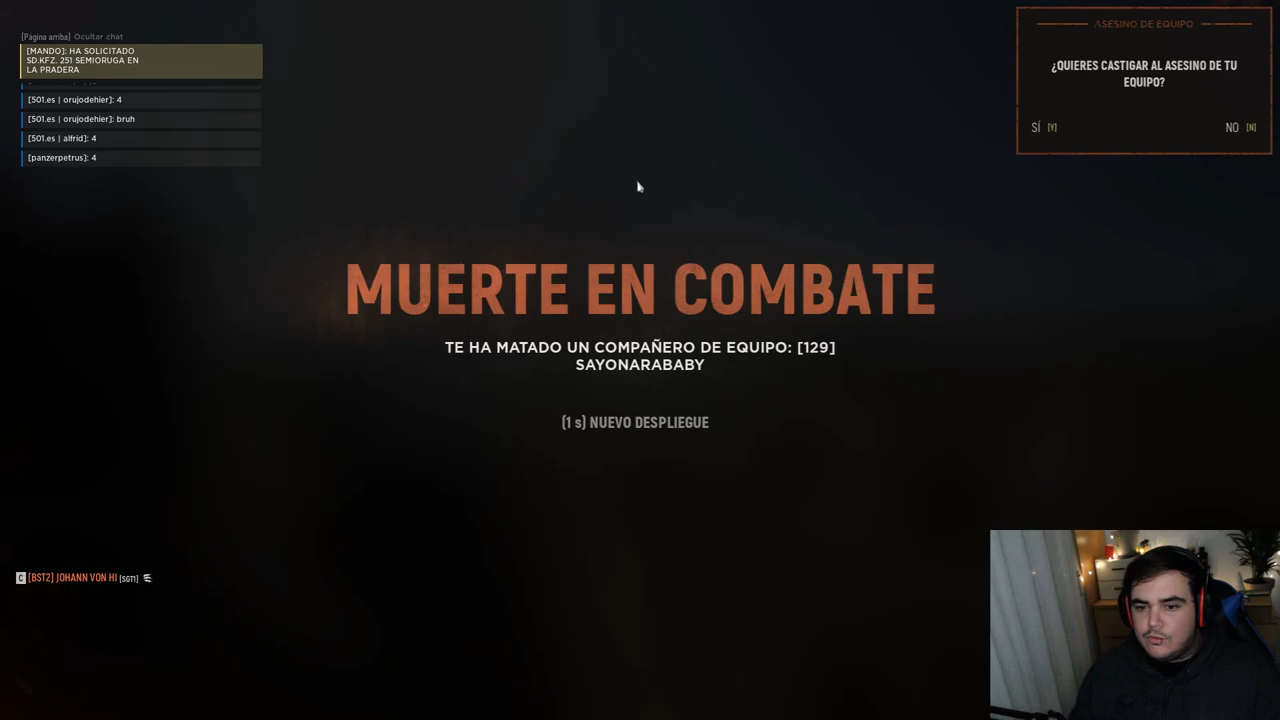 [Página arriba] Ocultar chat
[MANDO]: HA SOLICITADO
SD.KFZ. 251 SEMIORUGA EN
LA PRADERA
[501.es | orujodehier]: 4
[501.es | orujodehier]: bruh
[501.es | alfrid]: 4
[panzerpetrus]: 4
ASESINO DE EQUIPO
¿QUIERES CASTIGAR AL ASESINO DE TU
EQUIPO?
SÍ [Y]
NO [N]
MUERTE EN COMBATE
TE HA MATADO UN COMPAÑERO DE EQUIPO: [129]
SAYONARABABY
(1 s) NUEVO DESPLIEGUE
C [BST2] JOHANN VON HI [SGT1]